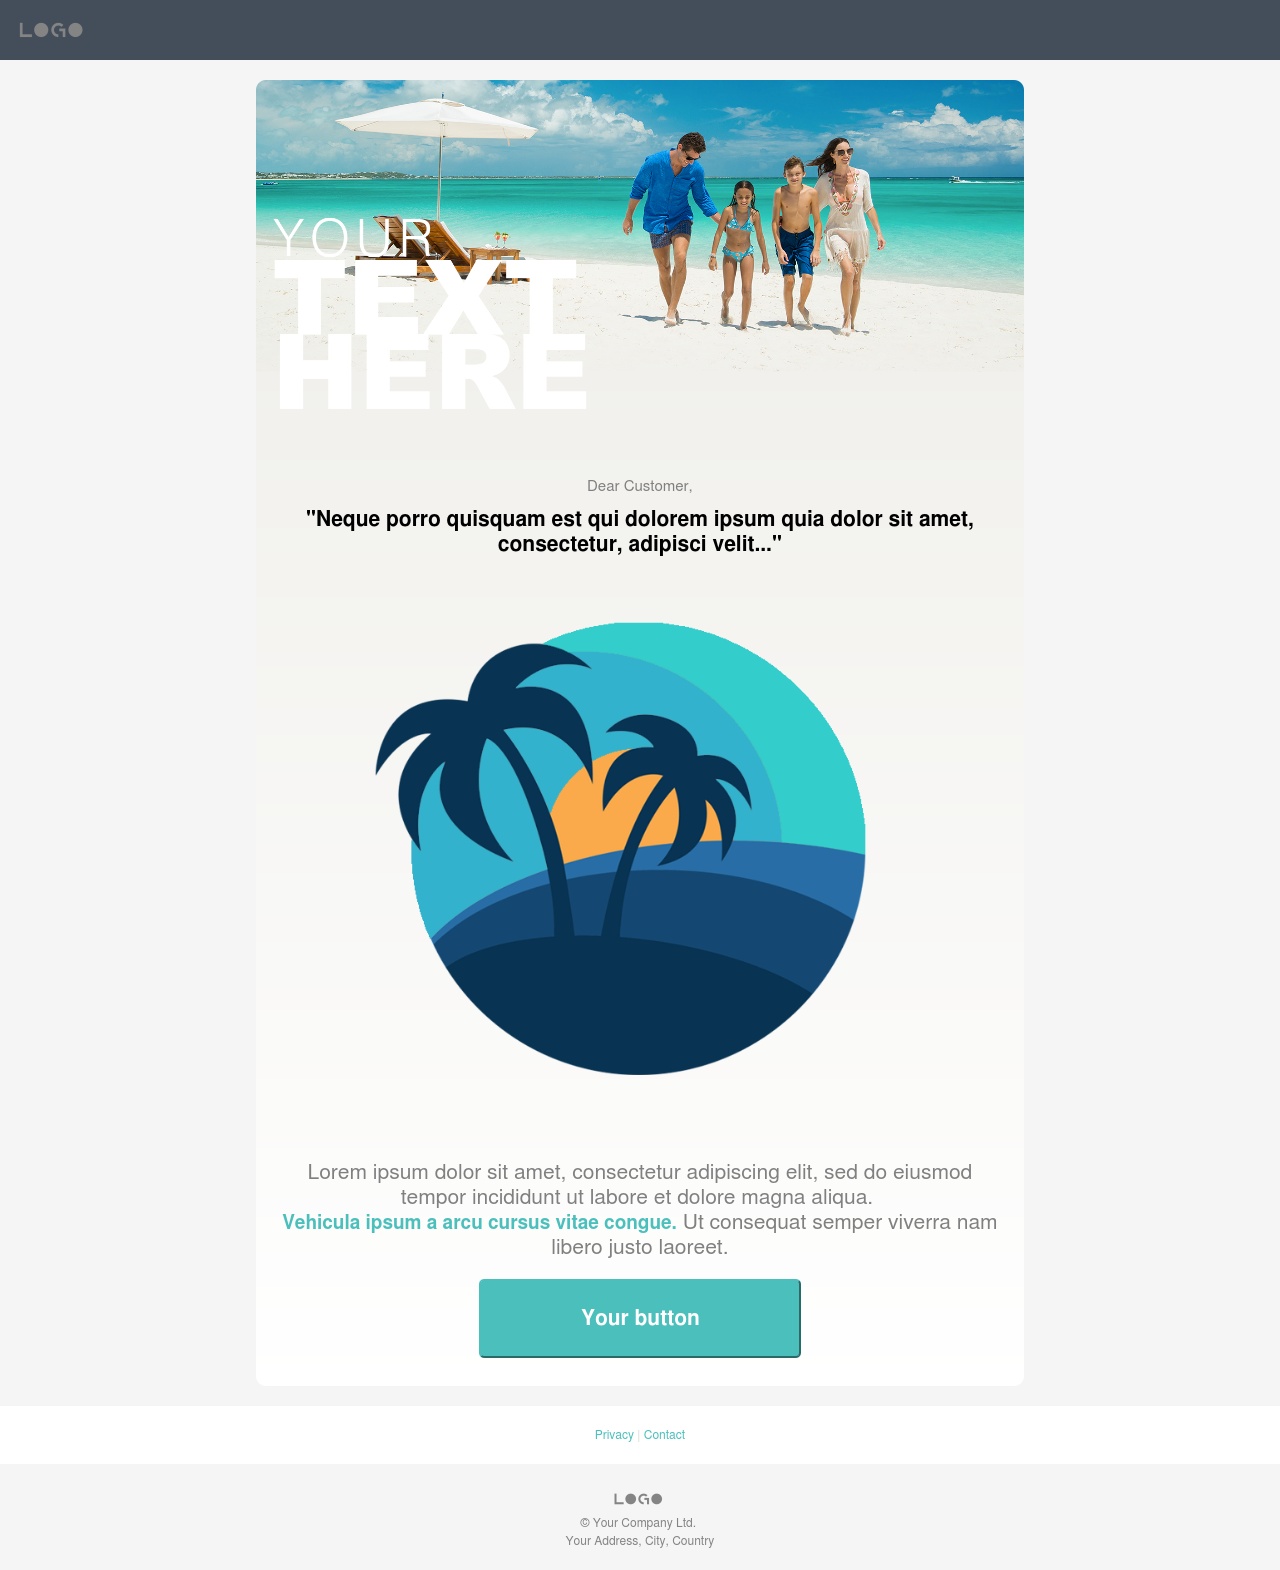 LOGO
YOUR
TEXT
HERE
Dear Customer,
"Neque porro quisquam est qui dolorem ipsum quia dolor sit amet,
consectetur, adipisci velit..."
Lorem ipsum dolor sit amet, consectetur adipiscing elit, sed do eiusmod
tempor incididunt ut labore et dolore magna aliqua.
Vehicula ipsum a arcu cursus vitae congue. Ut consequat semper viverra nam
libero justo laoreet.
Your button
Privacy | Contact
LOGO
© Your Company Ltd.
Your Address, City, Country